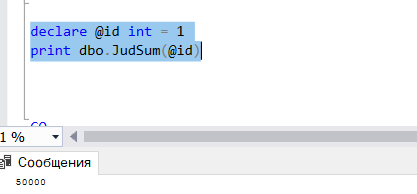 declare @id int = 1
print dbo.JudSum(@id)
GO
1 %
Сообщения
50000